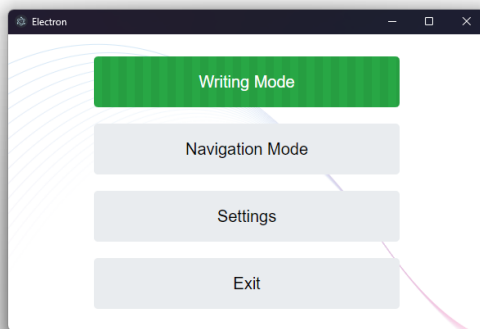 Electron
Writing Mode
Navigation Mode
Settings
Exit